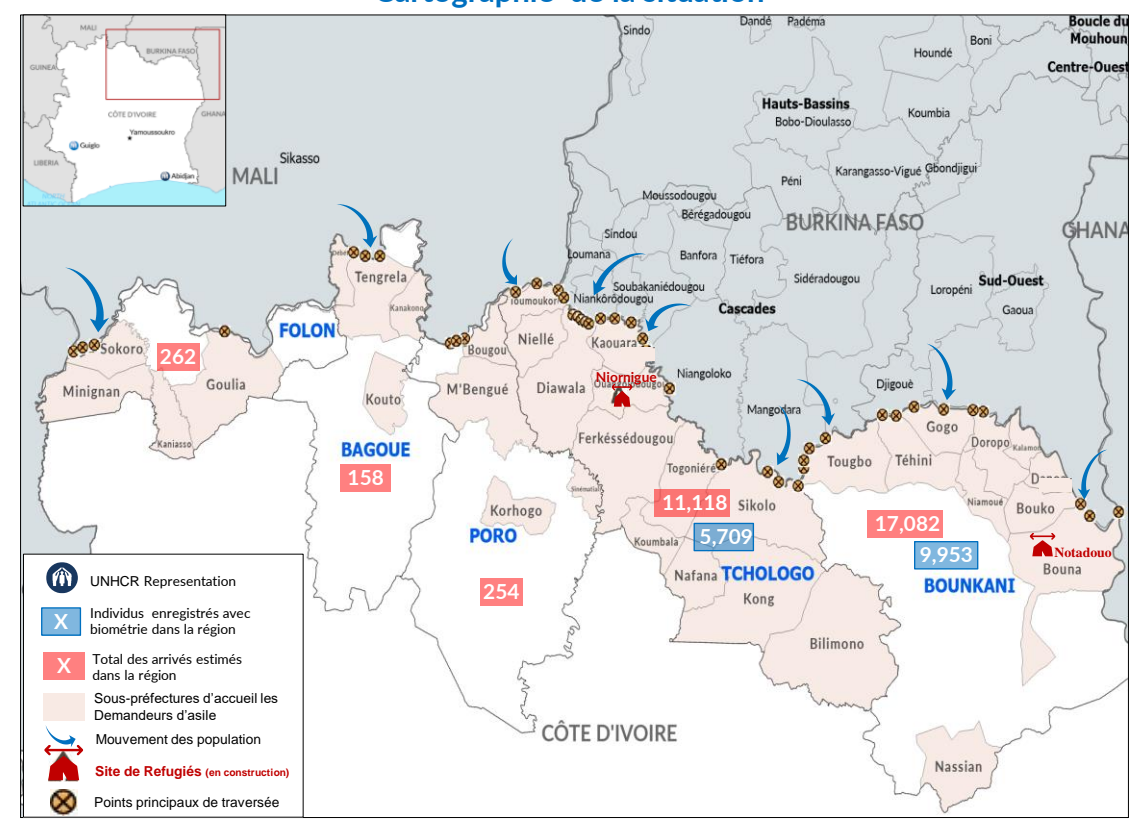 Cartographie de la situation
MALI
BURKINA FASO
GUINEA
CÔTE D'IVOIRE
GHANA
Yamoussoukro
Guiglo
LIBERIA
Abidjan
Sindo
Dandé
Padéma
Boucle du
Mouhoun
Boni
Houndé
Centre-Ouest
Hauts-Bassins
Bobo-Dioulasso
Koumbia
Sikasso
MALI
Karangasso-Vigué
Gbondjigui
Péni
Moussodougou
Bérégadougou
BURKINA FASO
GHANA
Sindou
Loumana
Banfora
Tiéfora
Sidéradougou
Soubakaniédougou
Niankôrôdougou
Loropéni
Sud-Ouest
Gaoua
Cascades
Tengrela
Kanakono
Toumoukoro
FOLON
Niellé
Kaouara
Sokoro
262
Bougou
Goulia
Minignan
M'Bengué
Diawala
Niornigue
Niangoloko
Djigouè
Kouto
Mangodara
Gogo
Kaniasso
BAGOUE
158
Ferkéssédougou
Togoniéré
Tougbo
Téhini
Doropo
Kalamon
Korhogo
Sikolo
11,118
5,709
Niamoué
Bouko
17,082
9,953
PORO
Koumbala
Notadouo
Bouna
Nafana
TCHOLOGO
BOUNKANI
254
Kong
Bilimono
CÔTE D'IVOIRE
Nassian
UNHCR Representation
X
Individus enregistrés avec
biométrie dans la région
X
Total des arrivés estimés
dans la région
Sous-préfectures d'accueil les
Demandeurs d'asile
Mouvement des population
Site de Refugiés (en construction)
Points principaux de traversée